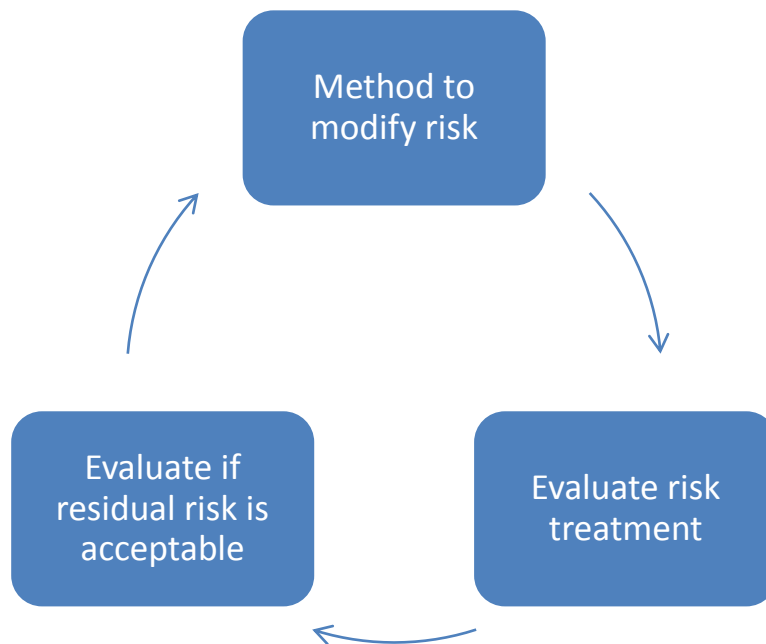 Method to
modify risk
Evaluate if
residual risk is
acceptable
Evaluate risk
treatment